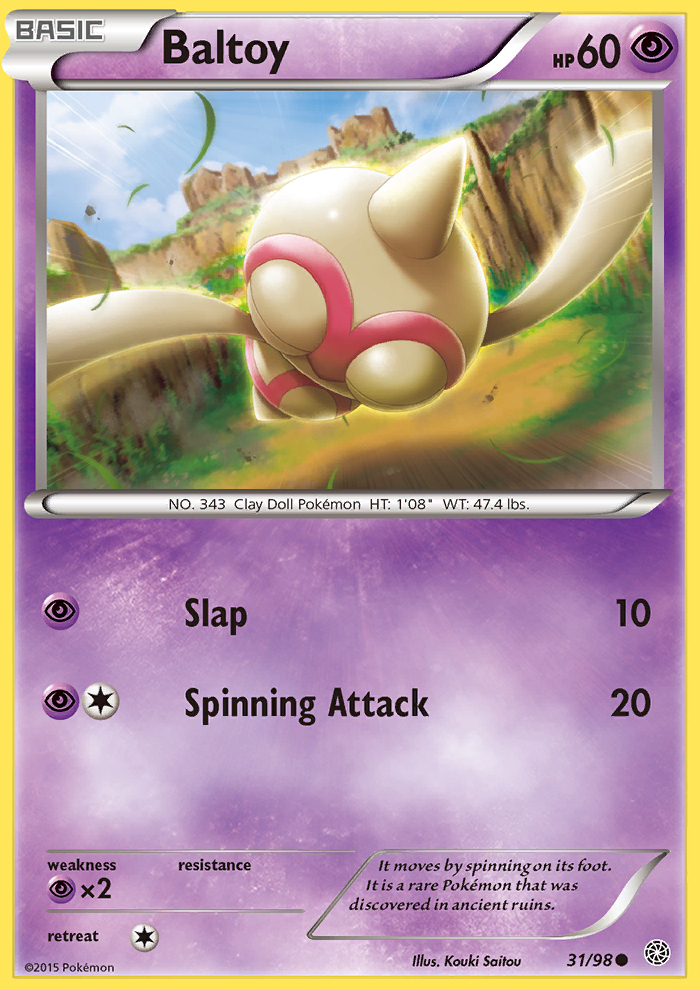 BASIC
Baltoy
HP60
NO. 343 Clay Doll Pokémon HT: 1'08" WT: 47.4 lbs.
Slap 10
Spinning Attack 20
weakness resistance
×2
It moves by spinning on its foot.
It is a rare Pokémon that was
discovered in ancient ruins.
retreat
Illus. Kouki Saitou 31/98
©2015 Pokémon